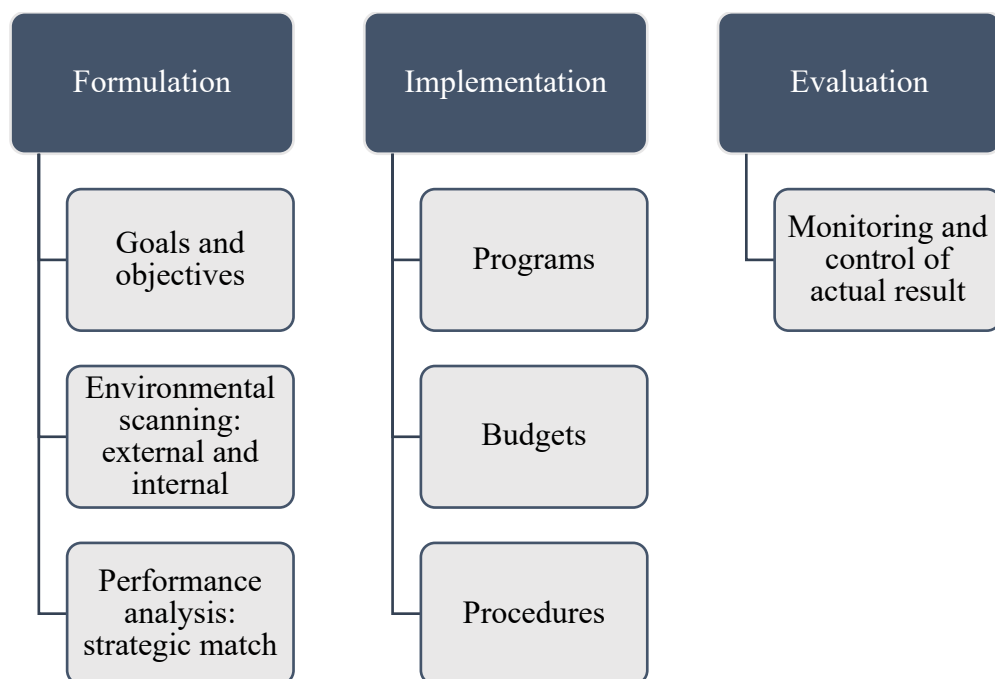 Formulation
Goals and
objectives
Environmental
scanning:
external and
internal
Performance
analysis:
strategic match
Implementation
Programs
Budgets
Procedures
Evaluation
Monitoring and
control of
actual result